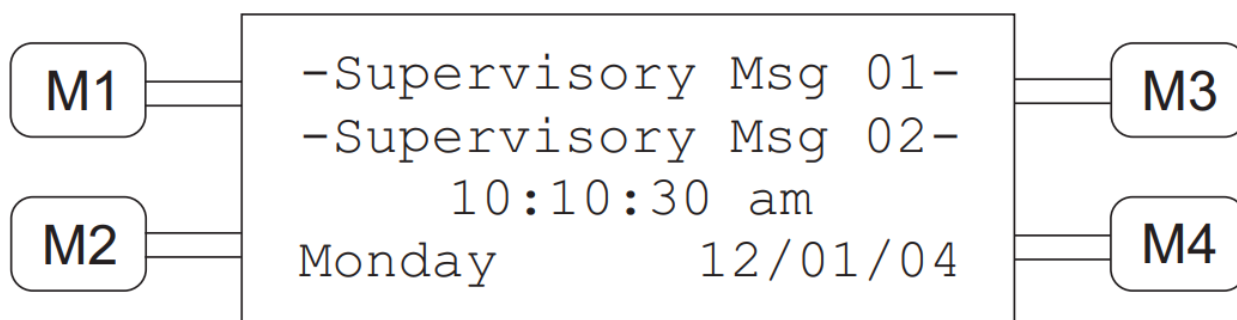 M1
-Supervisory Msg 01-
M3
-Supervisory Msg 02-
10:10:30 am
M2
Monday 12/01/04
M4